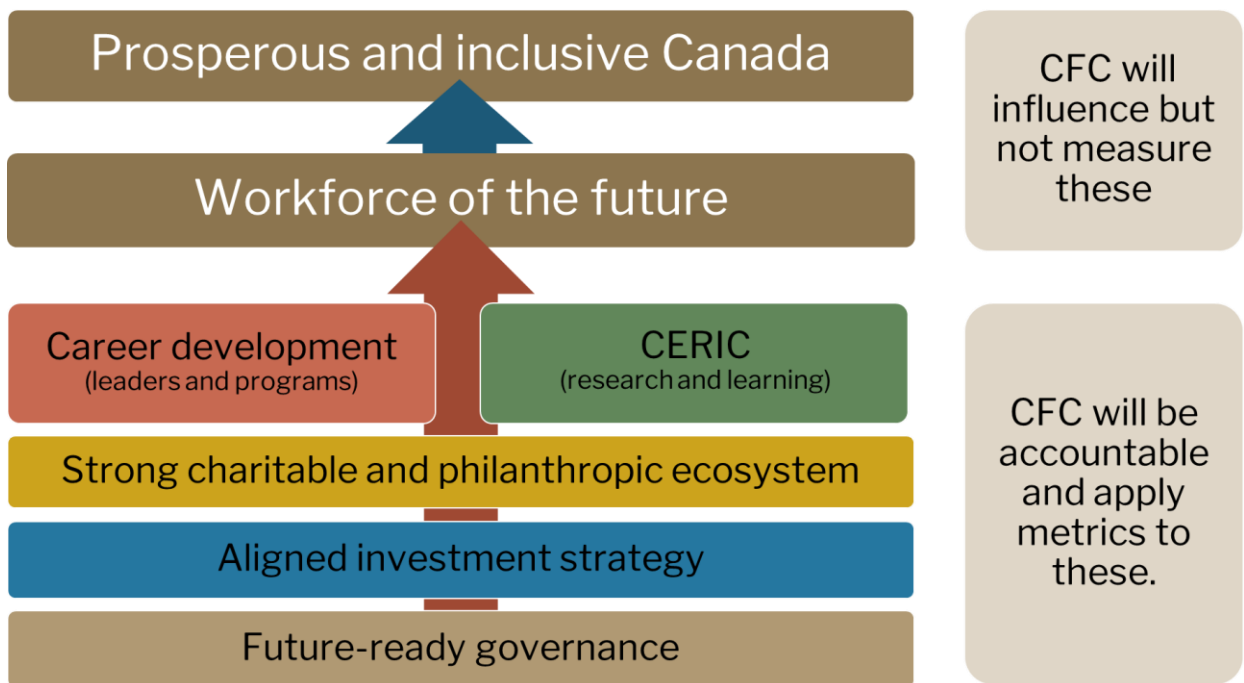 Prosperous and inclusive Canada
Workforce of the future
CFC will
influence but
not measure
these
Career development
(leaders and programs)
CERIC
(research and learning)
Strong charitable and philanthropic ecosystem
Aligned investment strategy
Future-ready governance
CFC will be
accountable
and apply
metrics to
these.